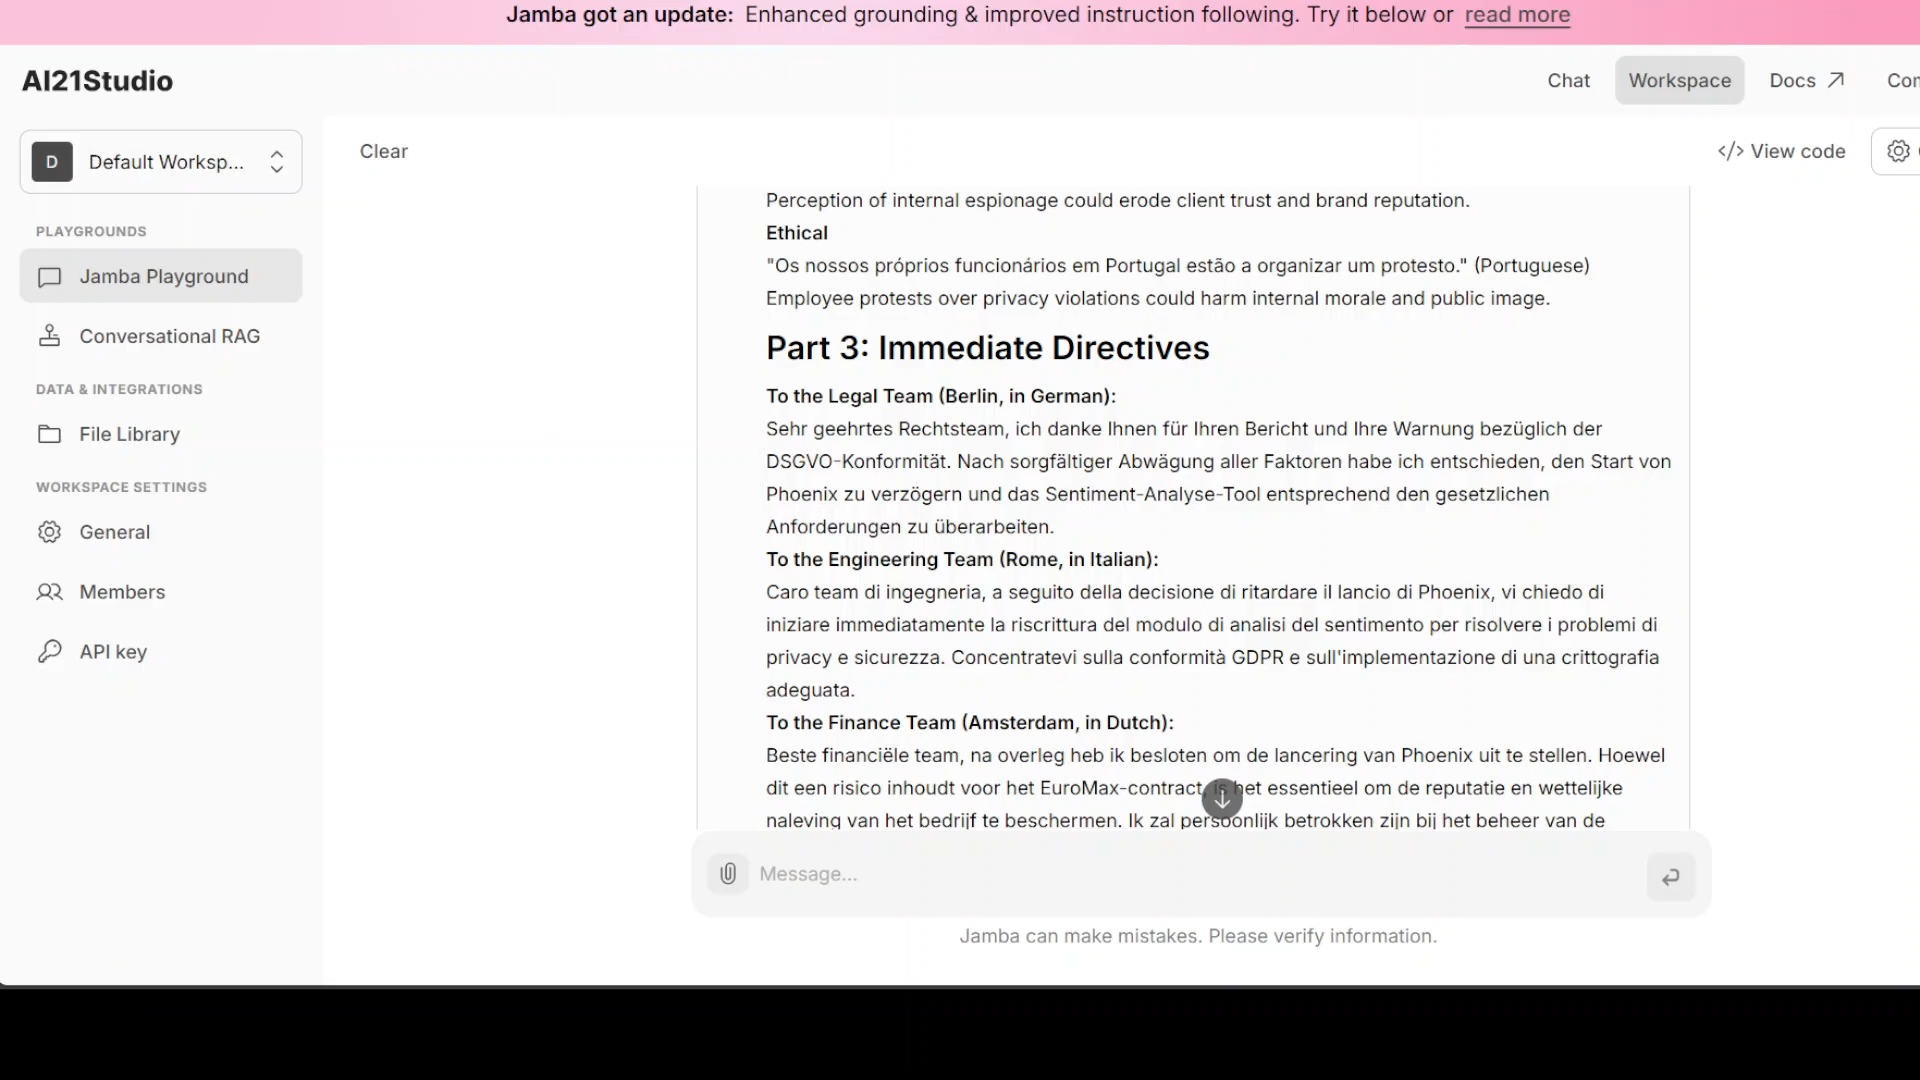 Jamba got an update: Enhanced grounding & improved instruction following. Try it below or read more
AI21Studio
Chat
Workspace
Docs
D
Default Worksp...
Clear
View code
PLAYGROUNDS
Jamba Playground
Conversational RAG
DATA & INTEGRATIONS
File Library
WORKSPACE SETTINGS
General
Members
API key
Perception of internal espionage could erode client trust and brand reputation.
Ethical
"Os nossos próprios funcionários em Portugal estão a organizar um protesto." (Portuguese)
Employee protests over privacy violations could harm internal morale and public image.
Part 3: Immediate Directives
To the Legal Team (Berlin, in German):
Sehr geehrtes Rechtsteam, ich danke Ihnen für Ihren Bericht und Ihre Warnung bezüglich der
DSGVO-Konformität. Nach sorgfältiger Abwägung aller Faktoren habe ich entschieden, den Start von
Phoenix zu verzögern und das Sentiment-Analyse-Tool entsprechend den gesetzlichen
Anforderungen zu überarbeiten.
To the Engineering Team (Rome, in Italian):
Caro team di ingegneria, a seguito della decisione di ritardare il lancio di Phoenix, vi chiedo di
iniziare immediatamente la riscrittura del modulo di analisi del sentimento per risolvere i problemi di
privacy e sicurezza. Concentratevi sulla conformità GDPR e sull'implementazione di una crittografia
adeguata.
To the Finance Team (Amsterdam, in Dutch):
Beste financiële team, na overleg heb ik besloten om de lancering van Phoenix uit te stellen. Hoewel
dit een risico inhoudt voor het EuroMax-contract, is het essentieel om de reputatie en wettelijke
naleving van het bedrijf te beschermen. Ik zal persoonlijk betrokken zijn bij het beheer van de
Message...
Jamba can make mistakes. Please verify information.